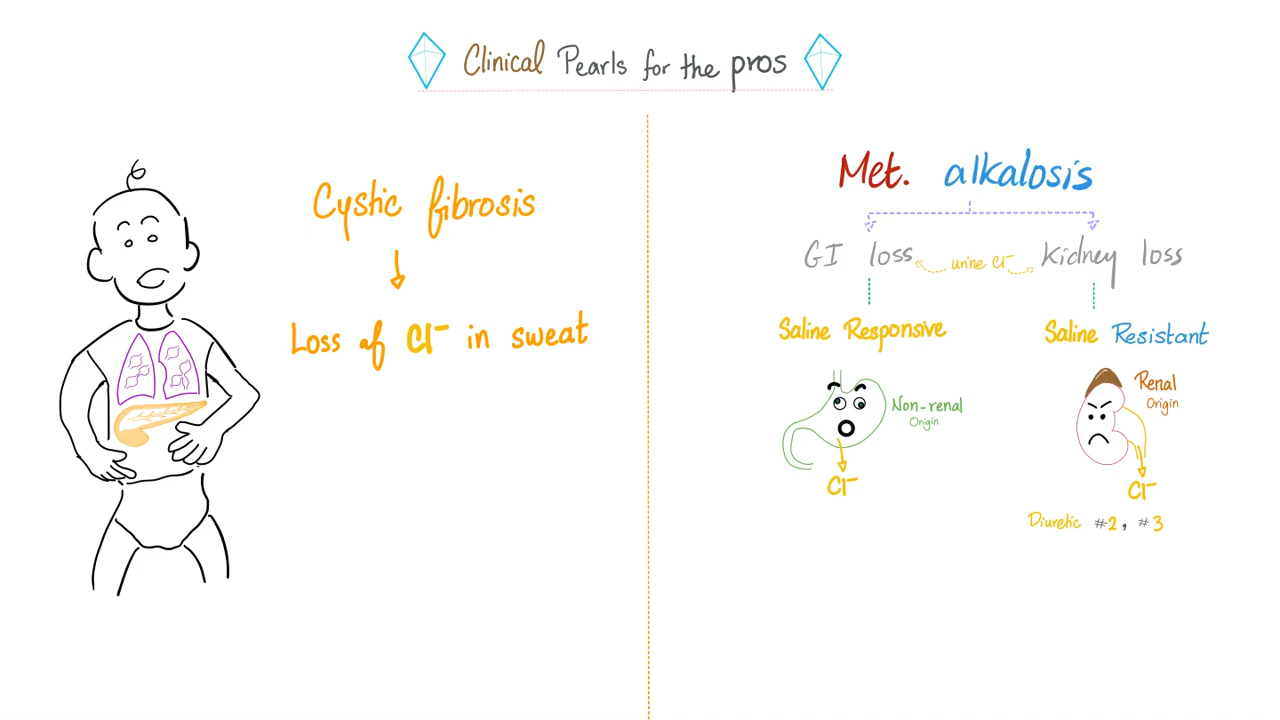 Clinical Pearls for the pros
Cystic fibrosis
Loss of Cl⁻ in sweat
Met. alkalosis
GI loss
urine Cl⁻
Kidney loss
Saline Responsive
Saline Resistant
Non-renal
Origin
Cl⁻
Renal
Origin
Cl⁻
Diuretic #2, #3